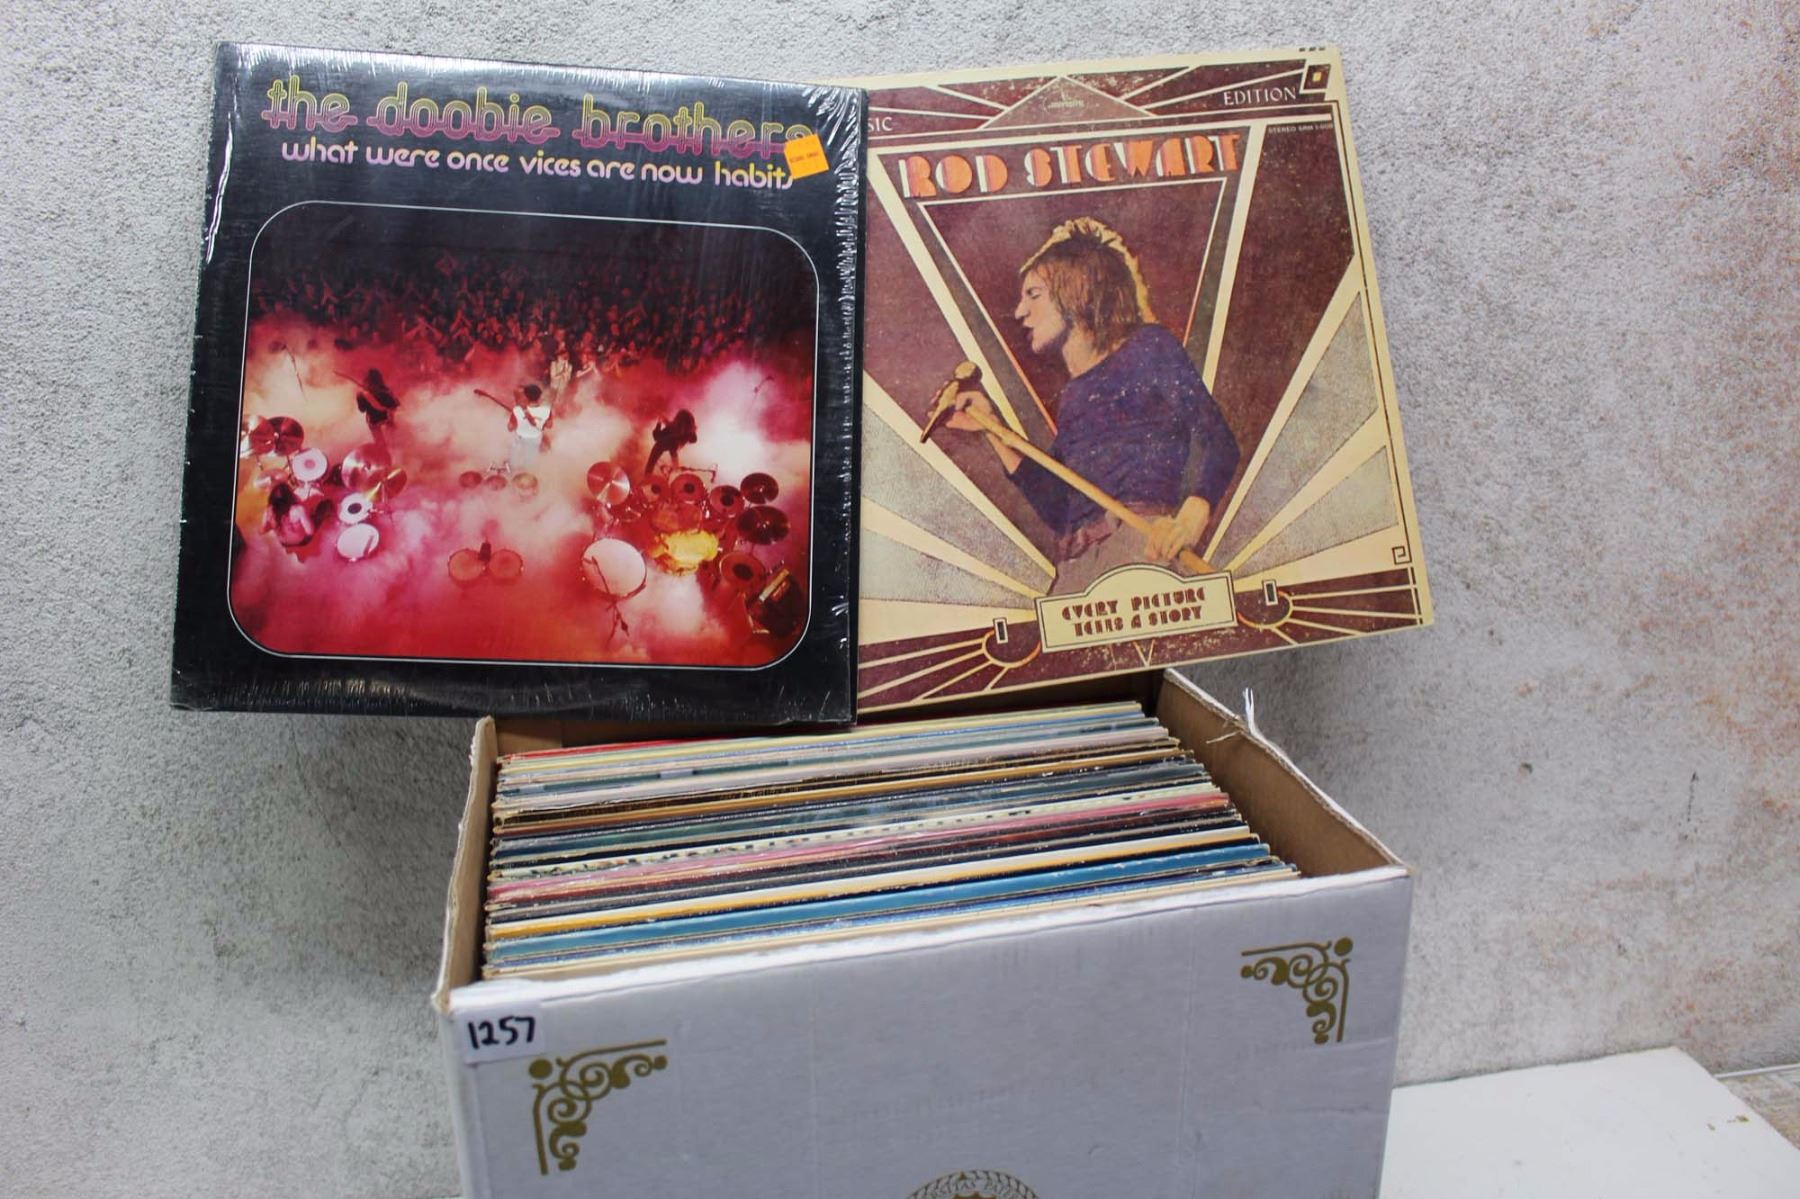 the doobie brothers
what were once vices are now habits
SIC
EDITION
ROD STEWART
EVERY PICTURE
TELLS A STORY
1257